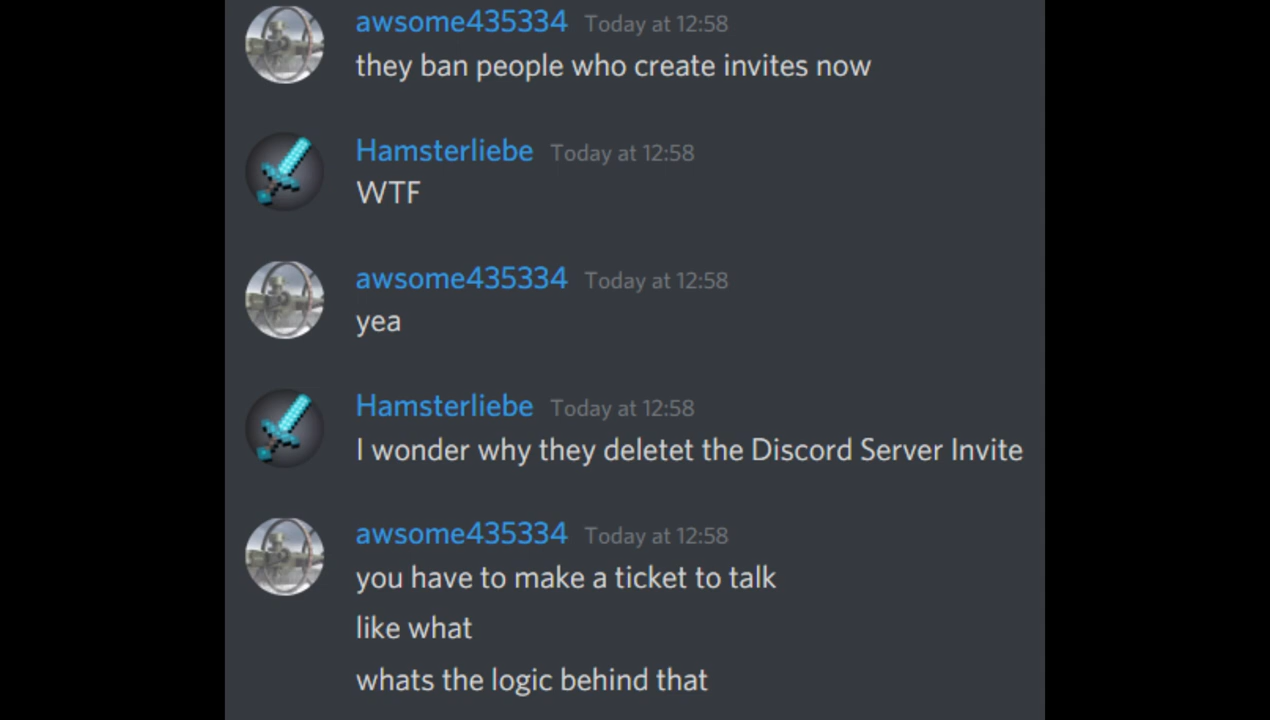 awsome435334 Today at 12:58
they ban people who create invites now
Hamsterliebe Today at 12:58
WTF
awsome435334 Today at 12:58
yea
Hamsterliebe Today at 12:58
I wonder why they deletet the Discord Server Invite
awsome435334 Today at 12:58
you have to make a ticket to talk
like what
whats the logic behind that